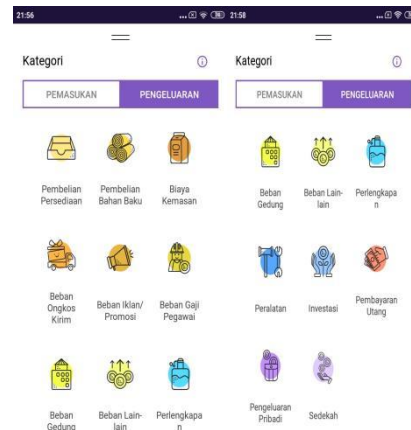 21:56
Kategori
PEMASUKAN PENGELUARAN
Pembelian Persediaan
Pembelian Bahan Baku
Biaya Kemasan
Beban Ongkos Kirim
Beban Iklan/ Promosi
Beban Gaji Pegawai
Beban Gedung
Beban Lain-lain
Perlengkapa
n
21:58
Kategori
PEMASUKAN PENGELUARAN
Beban Gedung
Beban Lain-lain
Perlengkapa
n
Peralatan
Investasi
Pembayaran Utang
Pengeluaran Pribadi
Sedekah